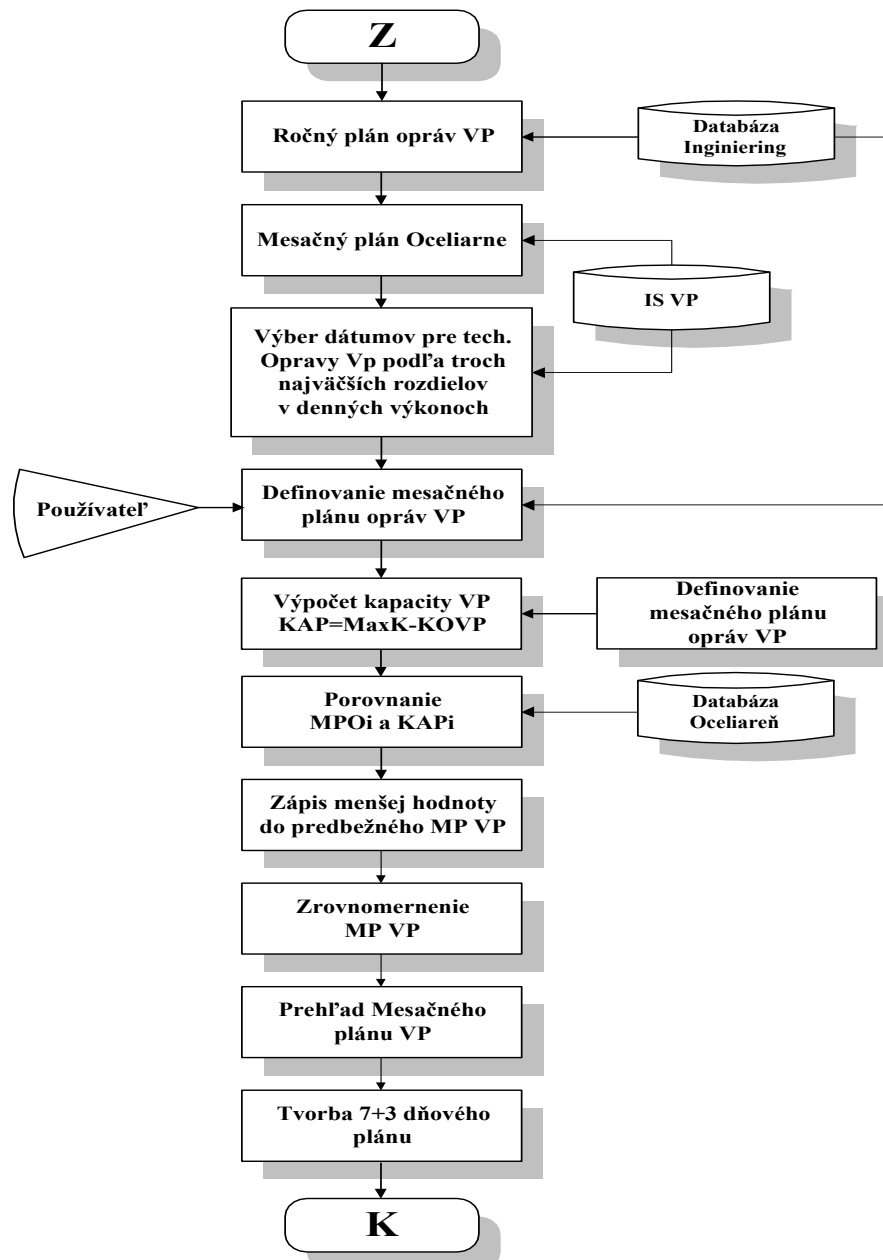 Z
Ročný plán opráv VP
Databáza
Inginiering
Mesačný plán Oceliarne
IS VP
Výber dátumov pre tech.
Opravy Vp podľa troch
najväčších rozdielov
v denných výkonoch
Používateľ
Definovanie mesačného
plánu opráv VP
Výpočet kapacity VP
KAP=MaxK-KOVP
Definovanie
mesačného plánu
opráv VP
Porovnanie
MPOi a KAPi
Databáza
Oceliareň
Zápis menšej hodnoty
do predbežného MP VP
Zrovnomernenie
MP VP
Prehľad Mesačného
plánu VP
Tvorba 7+3 dňového
plánu
K